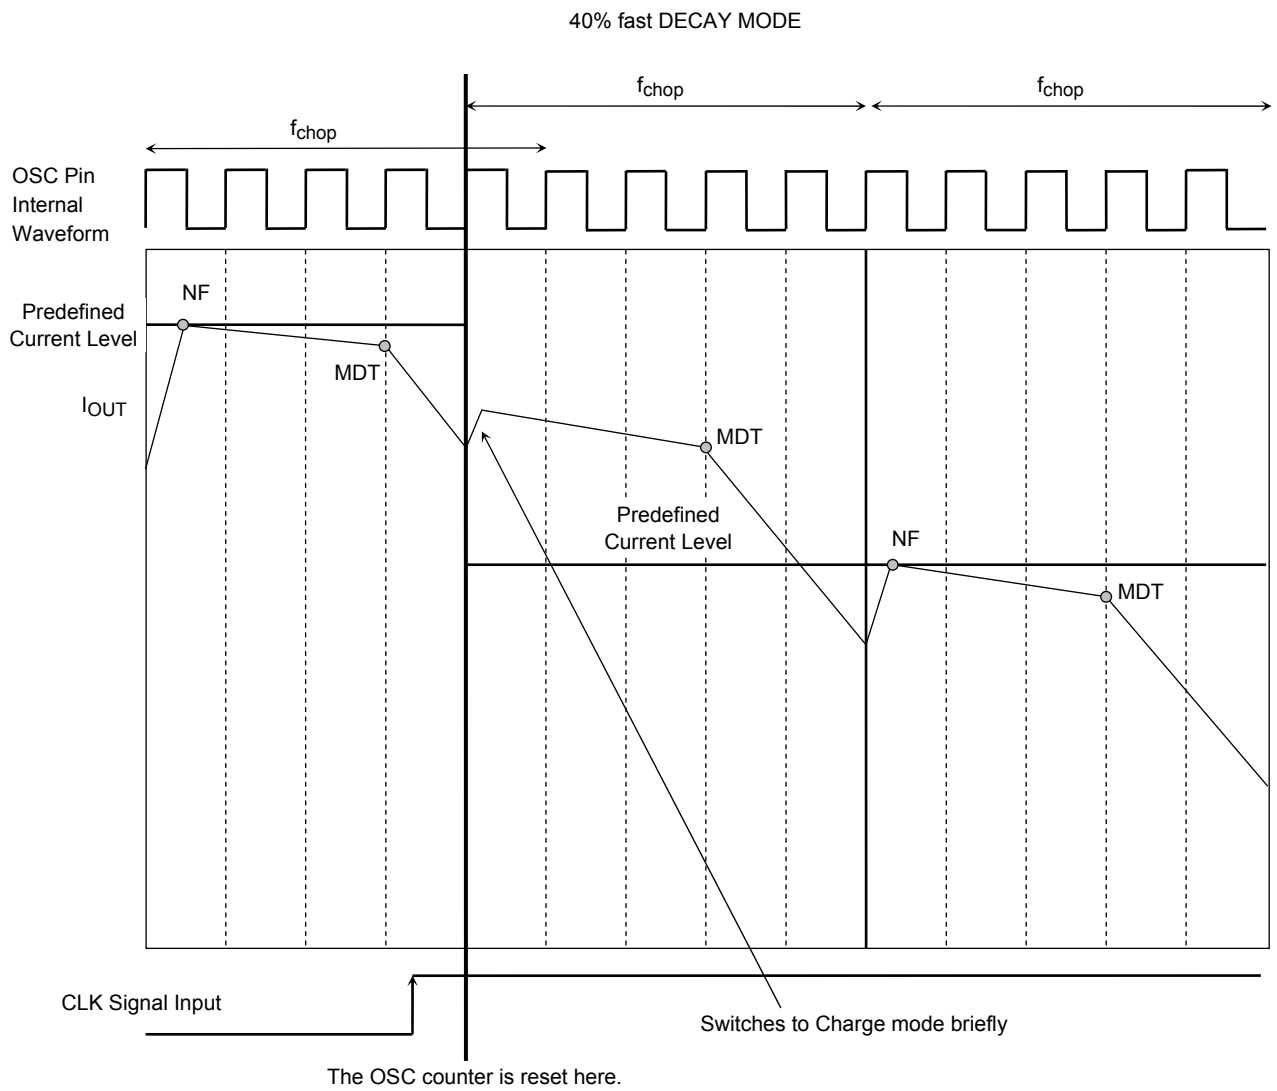 40% fast DECAY MODE
fchop
fchop
fchop
OSC Pin
Internal
Waveform
NF
Predefined
Current Level
MDT
IOUT
MDT
Predefined
Current Level
NF
MDT
CLK Signal Input
Switches to Charge mode briefly
The OSC counter is reset here.